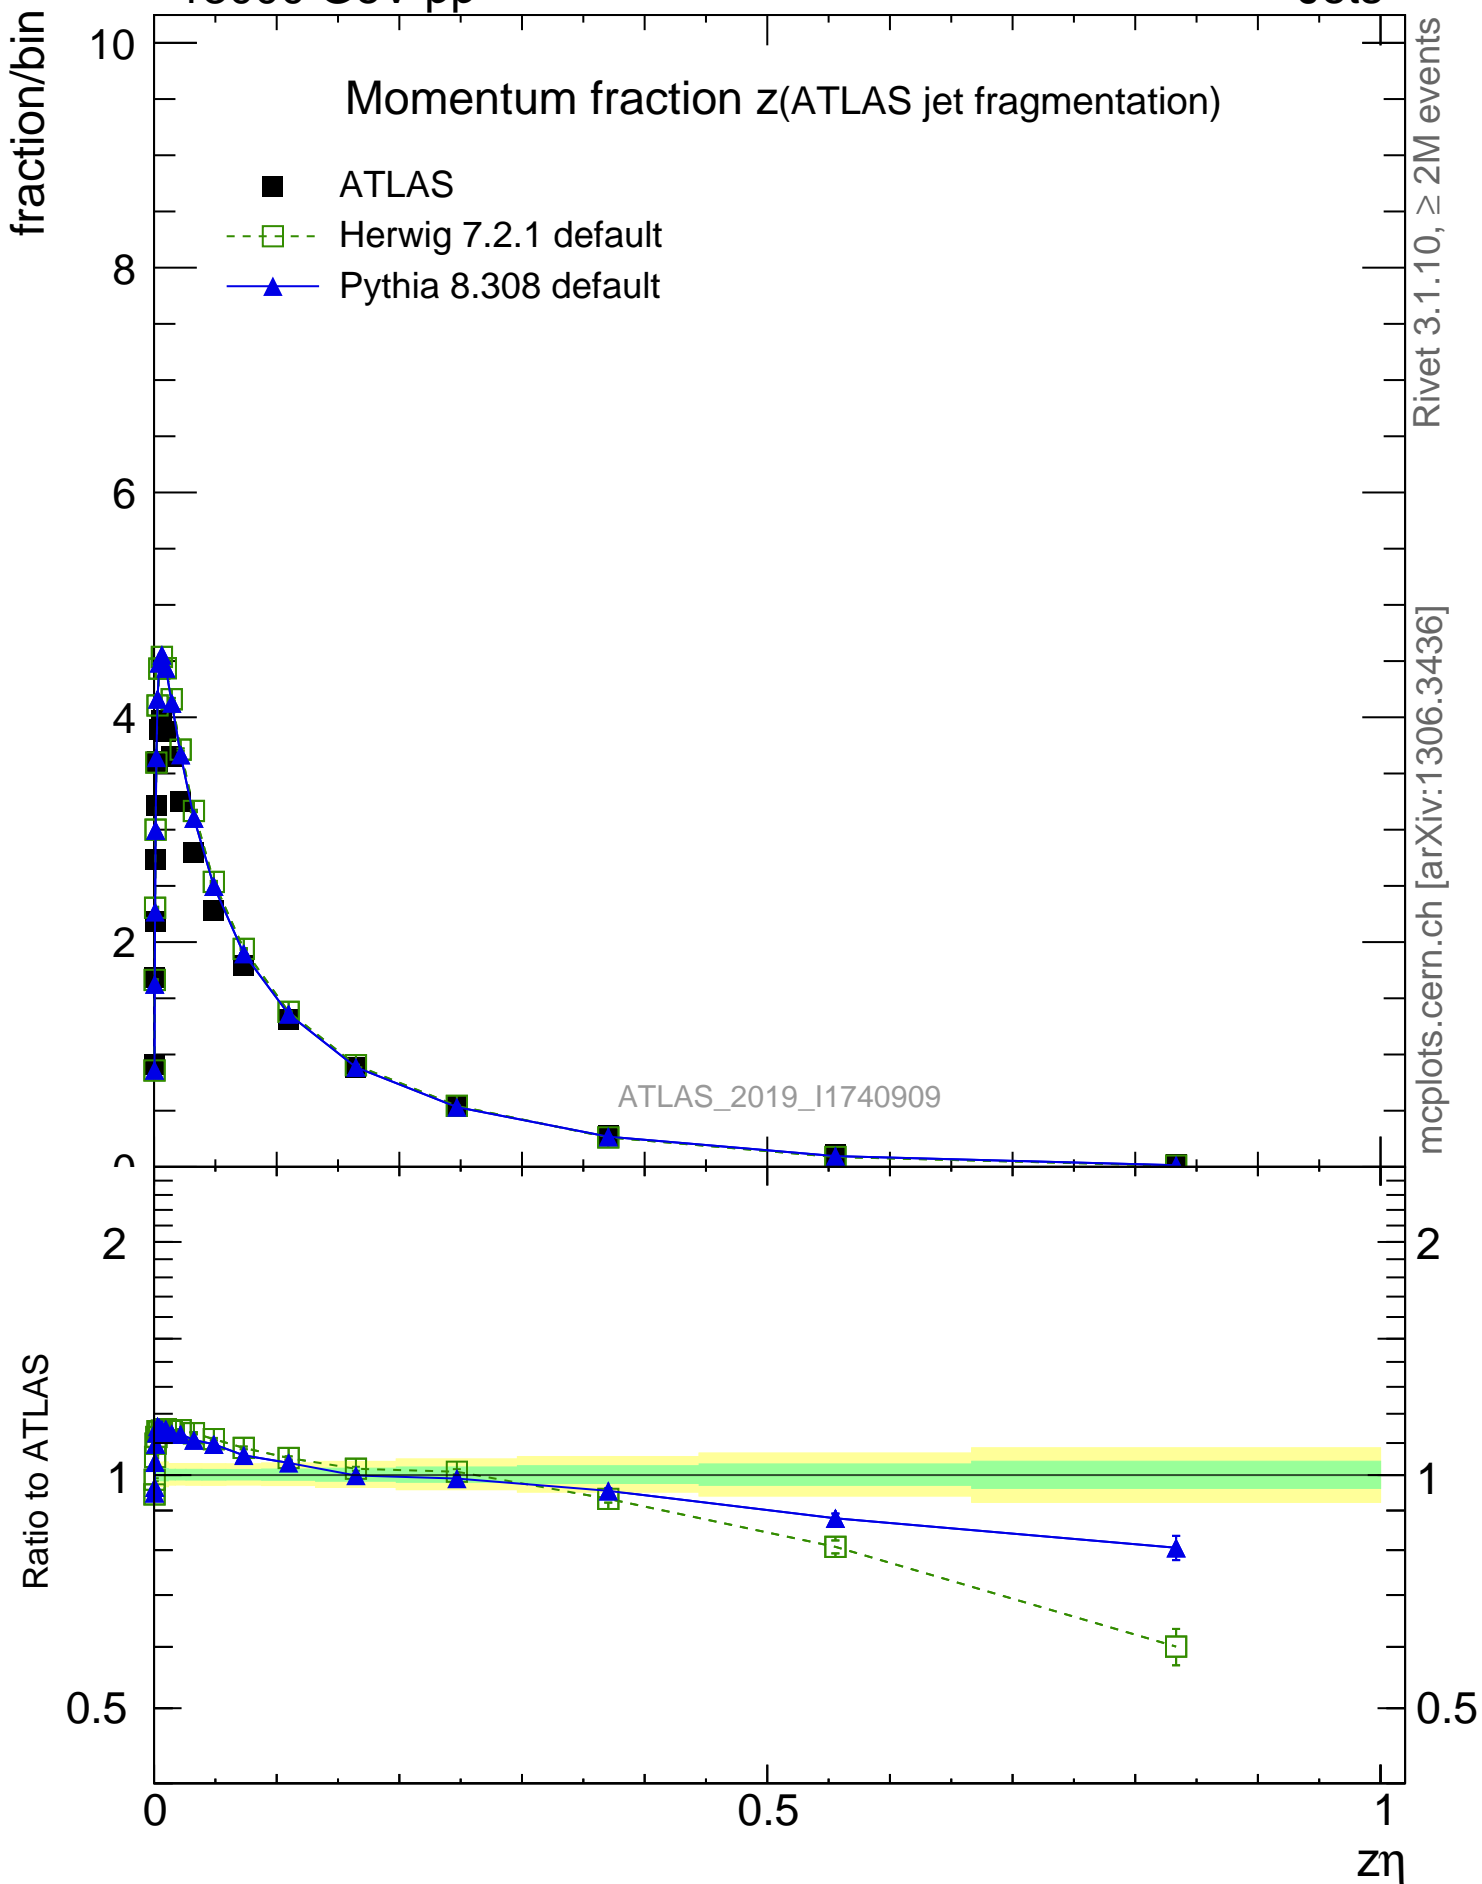 fraction/bin
10
8
6
4
2
0
Momentum fraction z(ATLAS jet fragmentation)
ATLAS
Herwig 7.2.1 default
Pythia 8.308 default
ATLAS_2019_I1740909
Rivet 3.1.10, ≥ 2M events
mcplots.cern.ch [arXiv:1306.3436]
Ratio to ATLAS
2
1
0.5
2
1
0.5
0
0.5
1
zη